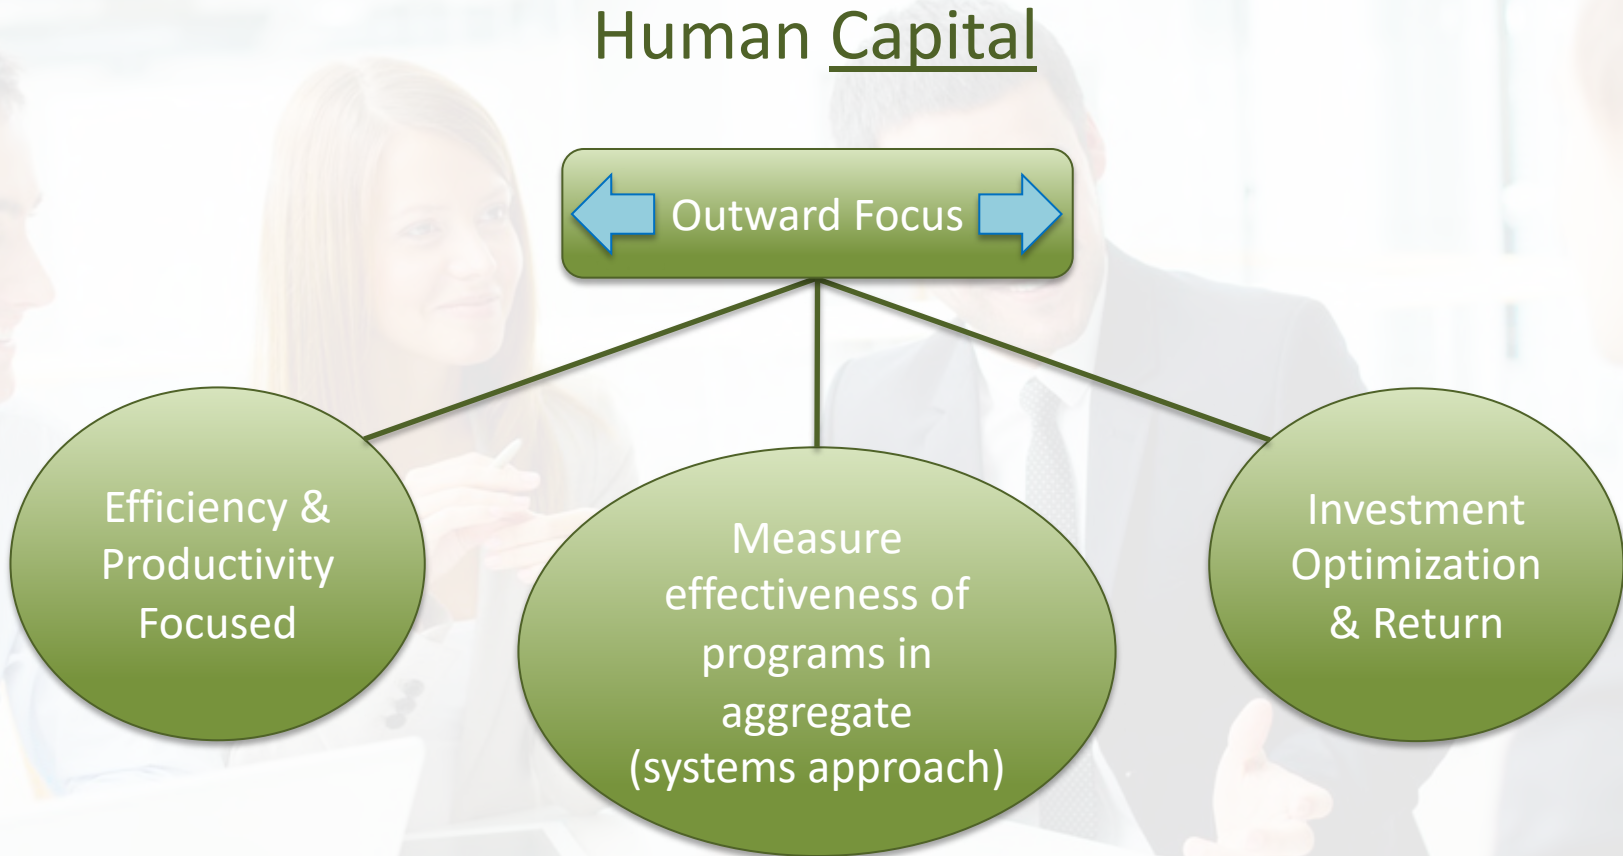 Human Capital
Outward Focus
Efficiency &
Productivity
Focused
Measure
effectiveness of
programs in
aggregate
(systems approach)
Investment
Optimization
& Return